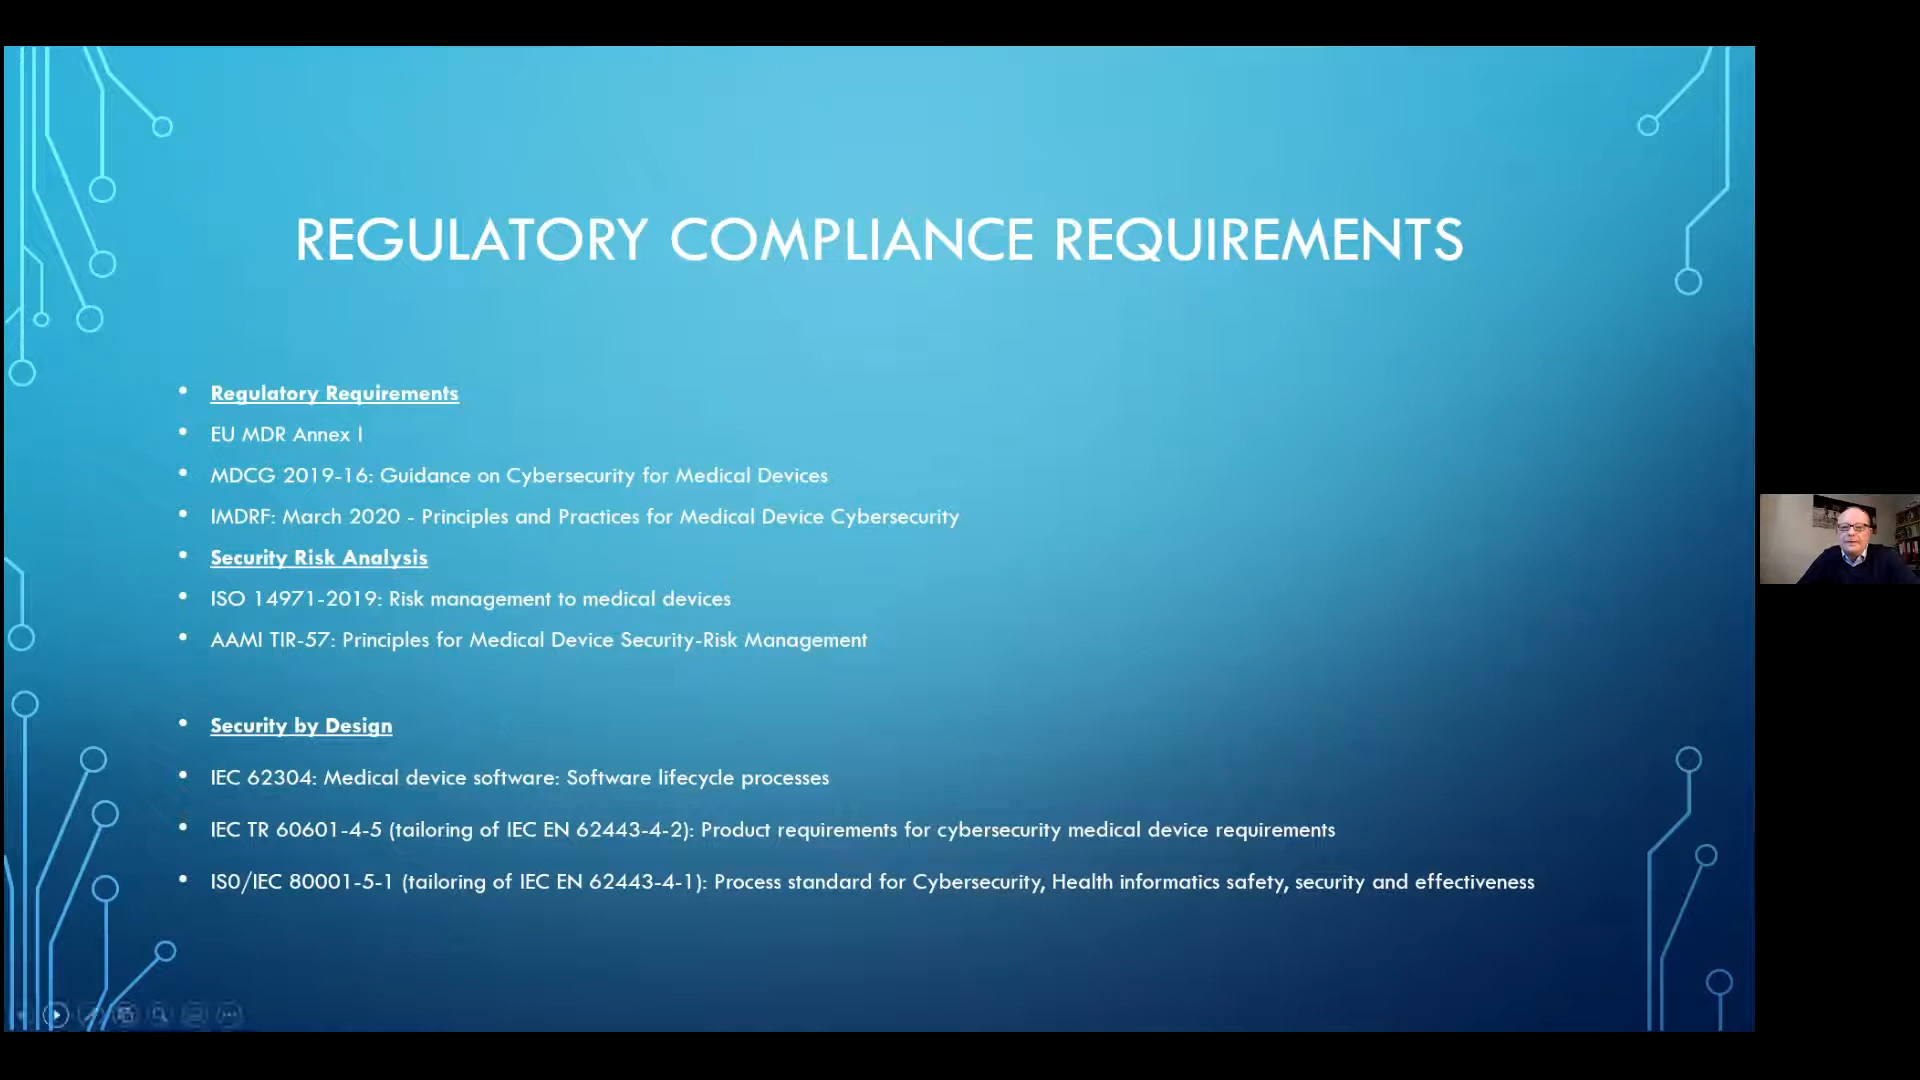 REGULATORY COMPLIANCE REQUIREMENTS
• Regulatory Requirements
• EU MDR Annex I
• MDCG 2019-16: Guidance on Cybersecurity for Medical Devices
• IMDRF: March 2020 - Principles and Practices for Medical Device Cybersecurity
• Security Risk Analysis
• ISO 14971-2019: Risk management to medical devices
• AAMI TIR-57: Principles for Medical Device Security-Risk Management
• Security by Design
• IEC 62304: Medical device software: Software lifecycle processes
• IEC TR 60601-4-5 (tailoring of IEC EN 62443-4-2): Product requirements for cybersecurity medical device requirements
• IS0/IEC 80001-5-1 (tailoring of IEC EN 62443-4-1): Process standard for Cybersecurity, Health informatics safety, security and effectiveness